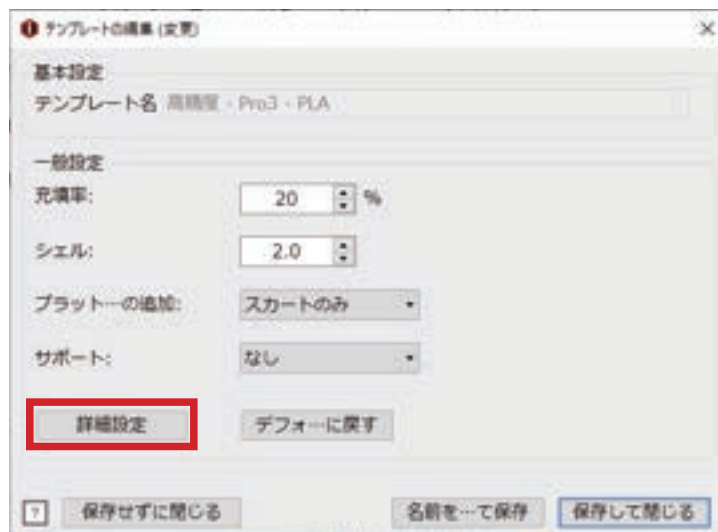 テンプレートの編集 (変更)
基本設定
テンプレート名 高精度 - Pro3 - PLA
一般設定
充填率: 20 %
シェル: 2.0
プラット…の追加: スカートのみ
サポート: なし
詳細設定 デフォ…に戻す
? 保存せずに閉じる 名前を…て保存 保存して閉じる